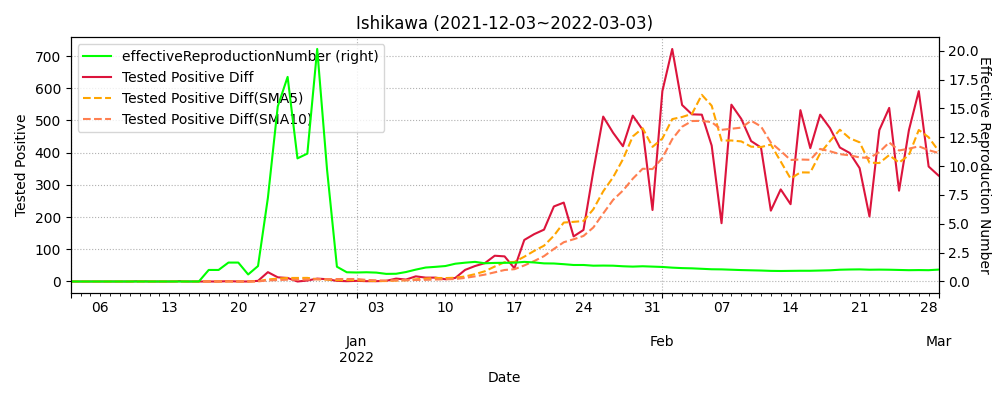 Ishikawa (2021-12-03~2022-03-03)
effectiveReproductionNumber (right)
Tested Positive Diff
Tested Positive Diff(SMA5)
Tested Positive Diff(SMA10)
Tested Positive
700
600
500
400
300
200
100
0
20.0
17.5
15.0
12.5
10.0
7.5
5.0
2.5
0.0
Effective Reproduction Number
06 13 20 27 03 10 17 24 31 07 14 21 28
Jan Feb Mar
2022
Date